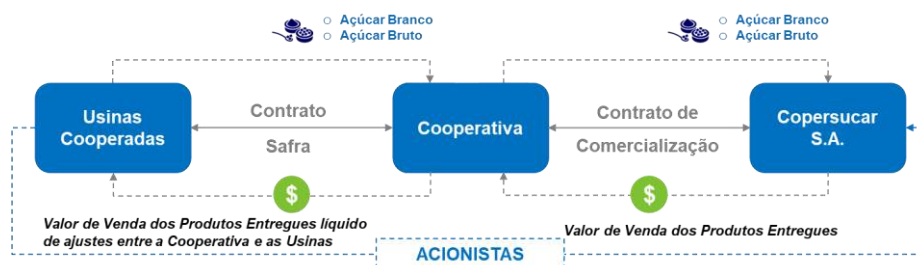 ○ Açúcar Branco
○ Açúcar Bruto
○ Açúcar Branco
○ Açúcar Bruto
Usinas
Cooperadas
Contrato
Safra
Cooperativa
Contrato de
Comercialização
Copersucar
S.A.
$
$
Valor de Venda dos Produtos Entregues líquido
de ajustes entre a Cooperativa e as Usinas
Valor de Venda dos Produtos Entregues
ACIONISTAS